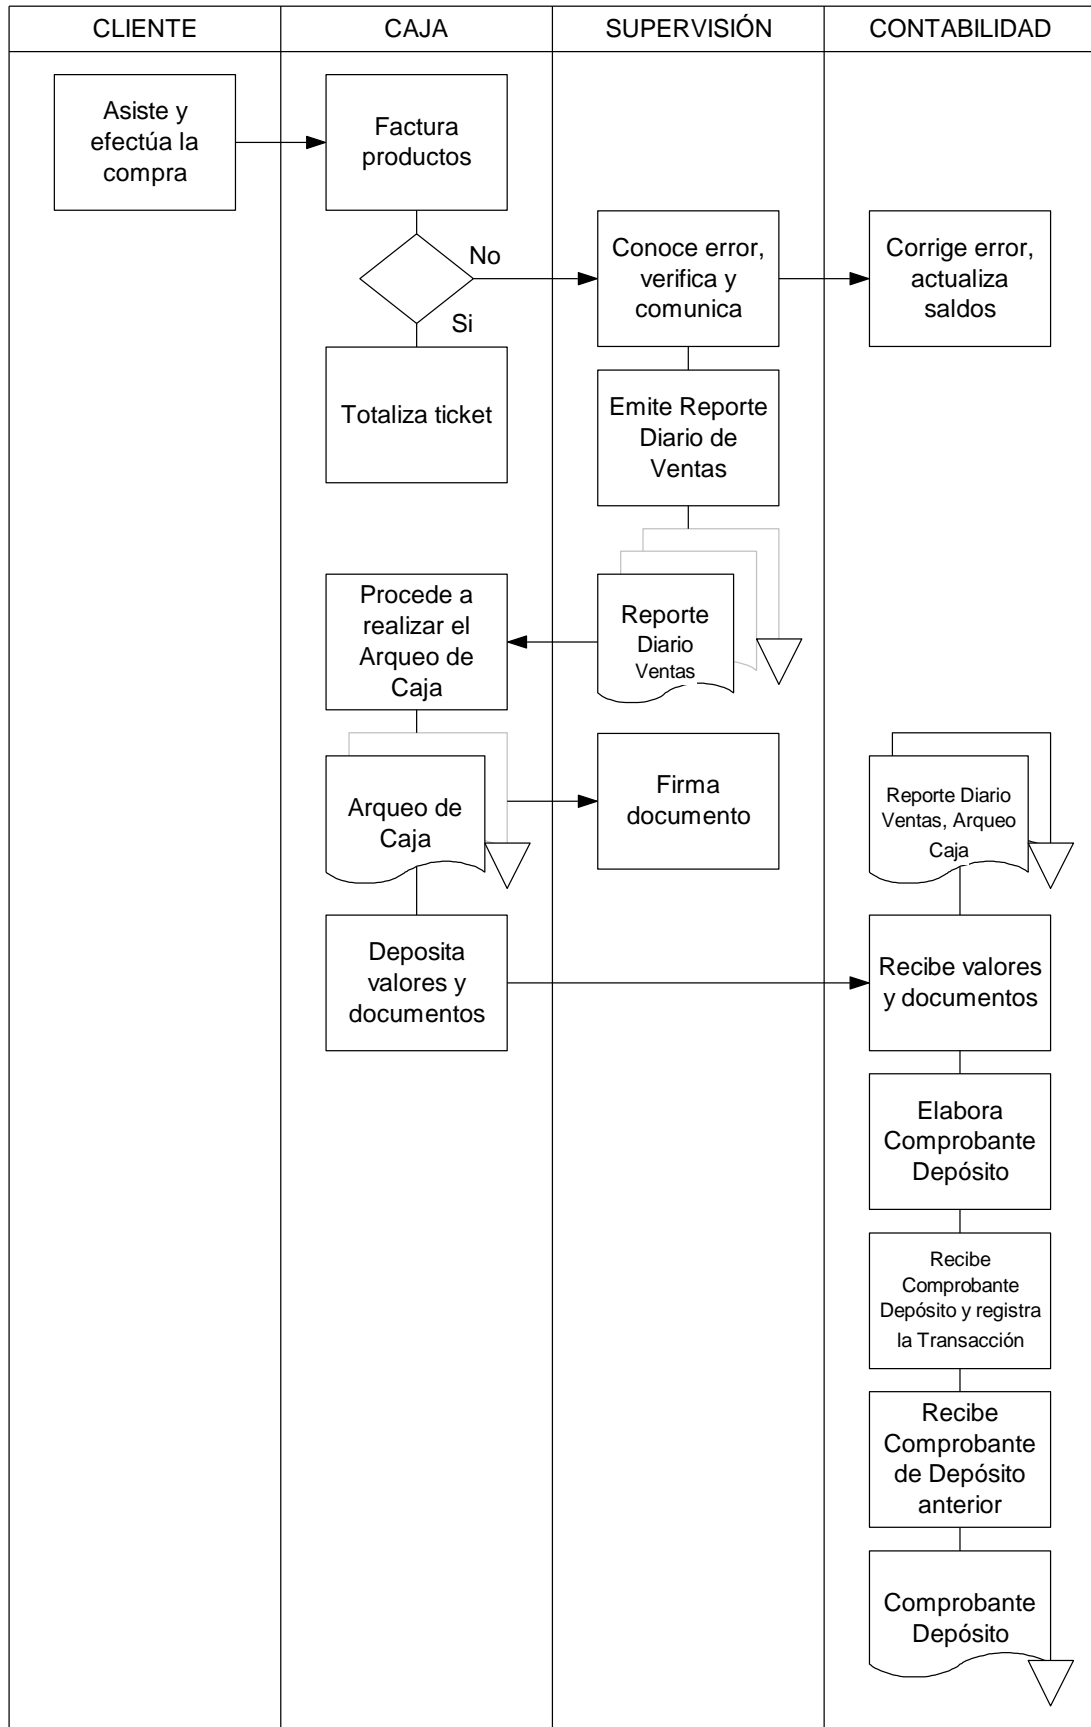 CLIENTE
CAJA
SUPERVISIÓN
CONTABILIDAD
Asiste y
efectúa la
compra
Factura
productos
No
Si
Conoce error,
verifica y
comunica
Corrige error,
actualiza
saldos
Totaliza ticket
Emite Reporte
Diario de
Ventas
Procede a
realizar el
Arqueo de
Caja
Reporte
Diario
Ventas
Arqueo de
Caja
Firma
documento
Reporte Diario
Ventas, Arqueo
Caja
Deposita
valores y
documentos
Recibe valores
y documentos
Elabora
Comprobante
Depósito
Recibe
Comprobante
Depósito y registra
la Transacción
Recibe
Comprobante
de Depósito
anterior
Comprobante
Depósito